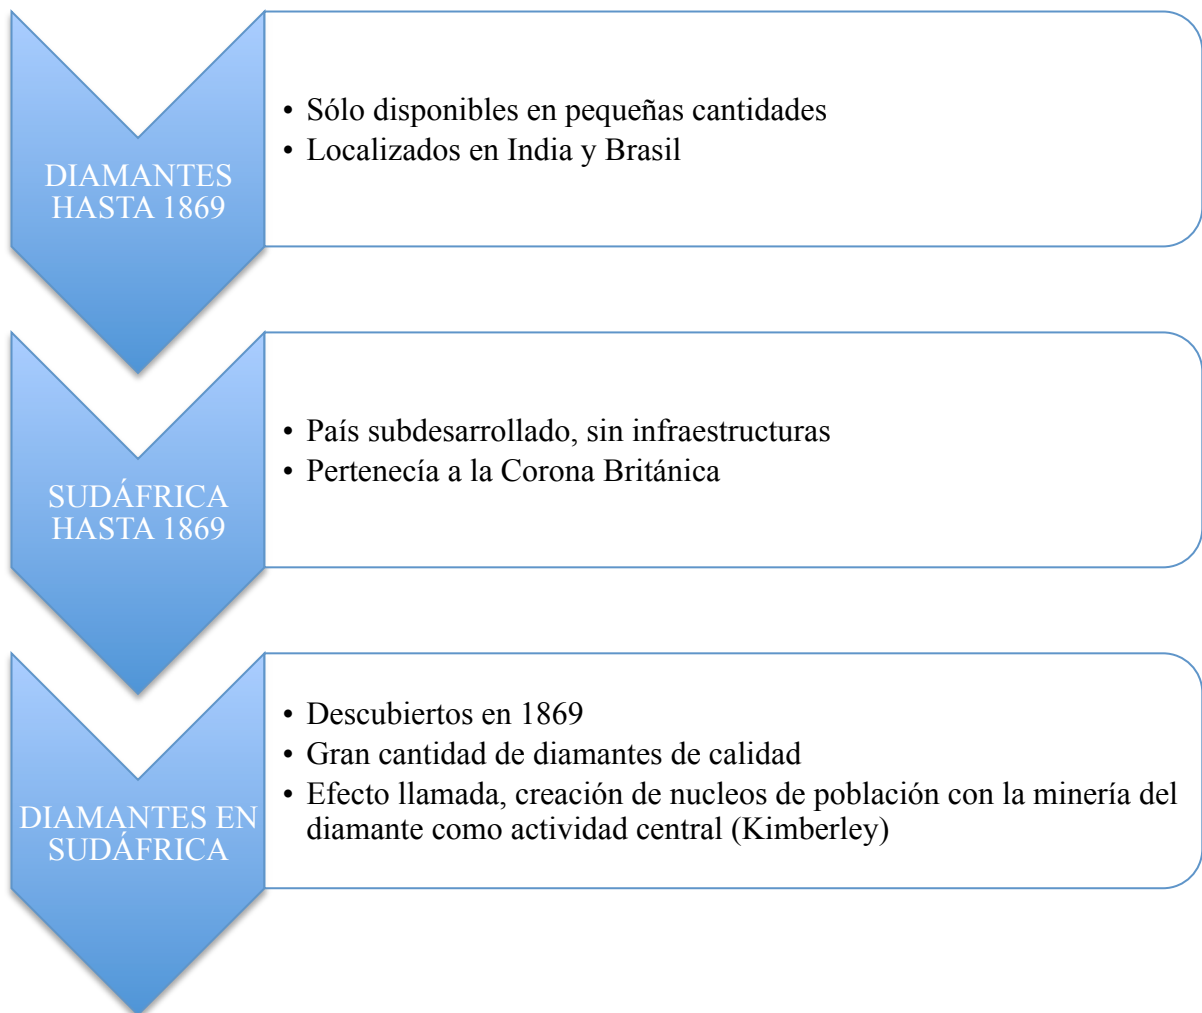 DIAMANTES
HASTA 1869
• Sólo disponibles en pequeñas cantidades
• Localizados en India y Brasil
SUDÁFRICA
HASTA 1869
• País subdesarrollado, sin infraestructuras
• Pertenecía a la Corona Británica
DIAMANTES EN
SUDÁFRICA
• Descubiertos en 1869
• Gran cantidad de diamantes de calidad
• Efecto llamada, creación de nucleos de población con la minería del
diamante como actividad central (Kimberley)